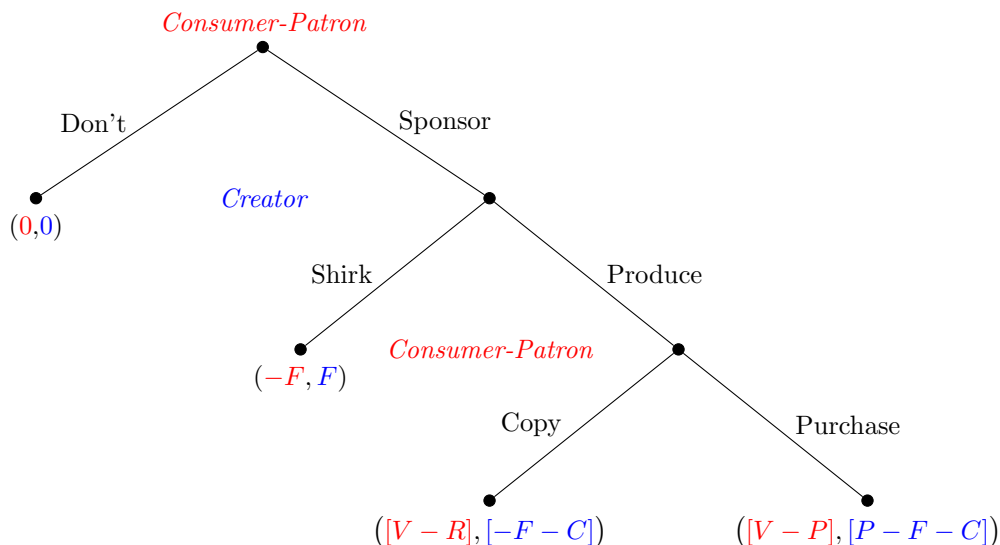 Consumer-Patron
Don't
Sponsor
Creator
(0,0)
Shirk
Produce
Consumer-Patron
(−F, F)
Copy
Purchase
([V − R], [−F − C])
([V − P], [P − F − C])